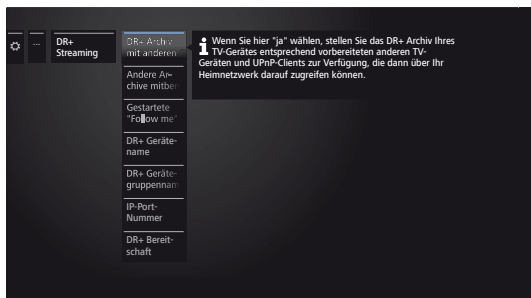 ...
DR+
Streaming
DR+ Archiv
mit anderen
Andere Ar-
chive mitben
Gestartete
"Follow me"
DR+ Geräte-
name
DR+ Geräte-
gruppennam
IP-Port-
Nummer
DR+ Bereit-
schaft
Wenn Sie hier "ja" wählen, stellen Sie das DR+ Archiv Ihres
TV-Gerätes entsprechend vorbereiteten anderen TV-
Geräten und UPnP-Clients zur Verfügung, die dann über Ihr
Heimnetzwerk darauf zugreifen können.